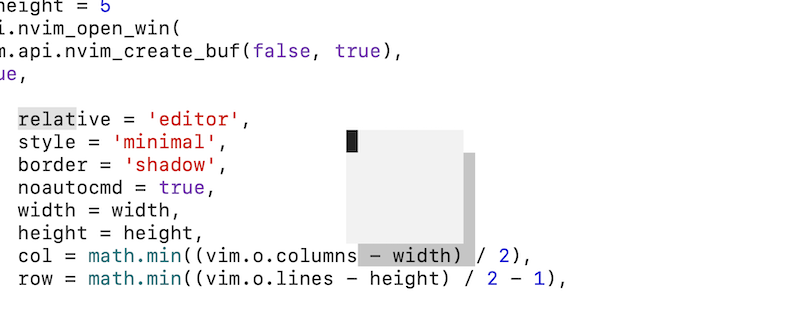 height = 5
i.nvim_open_win(
m.api.nvim_create_buf(false, true),
ue,
relative = 'editor',
style = 'minimal',
border = 'shadow',
noautocmd = true,
width = width,
height = height,
col = math.min((vim.o.columns - width) / 2),
row = math.min((vim.o.lines - height) / 2 - 1),